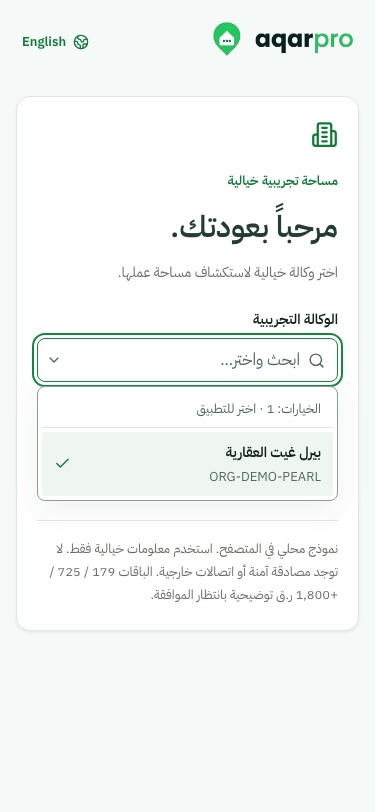 aqarpro
English
مساحة تجريبية خيالية
مرحباً بعودتك.
اختر وكالة خيالية لاستكشاف مساحة عملها.
الوكالة التجريبية
ابحث واختر...
الخيارات: 1 · اختر للتطبيق
بيرل غيت العقارية
ORG-DEMO-PEARL
نموذج محلي في المتصفح. استخدم معلومات خيالية فقط. لا
توجد مصادقة آمنة أو اتصالات خارجية. الباقات 179 / 725 /
1,800+ ر.ق توضيحية بانتظار الموافقة.